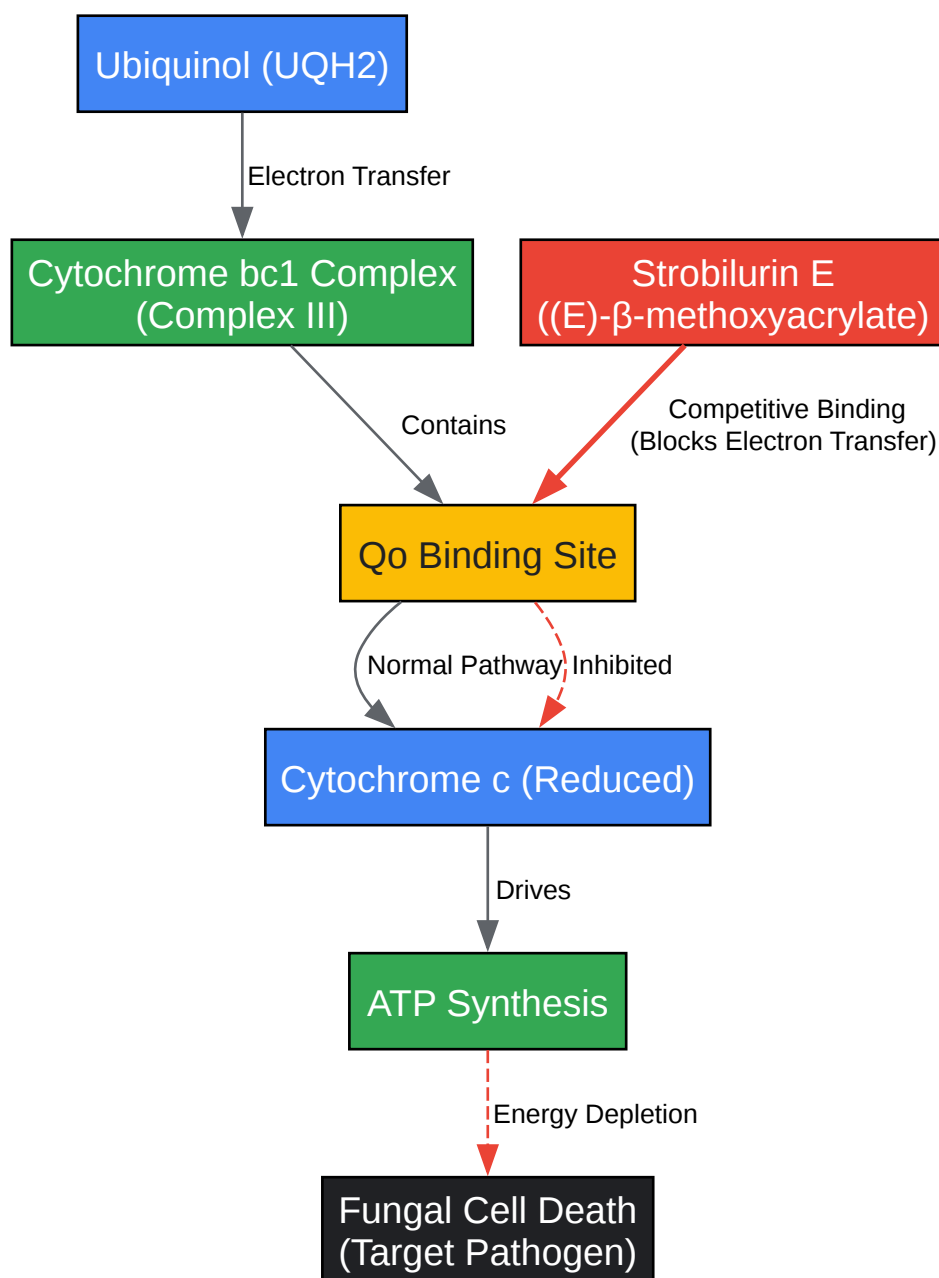 Ubiquinol (UQH2)
Electron Transfer
Cytochrome bc1 Complex
(Complex III)
Strobilurin E
((E)-β-methoxyacrylate)
Contains
Competitive Binding
(Blocks Electron Transfer)
Qo Binding Site
Normal Pathway
Inhibited
Cytochrome c (Reduced)
Drives
ATP Synthesis
Energy Depletion
Fungal Cell Death
(Target Pathogen)